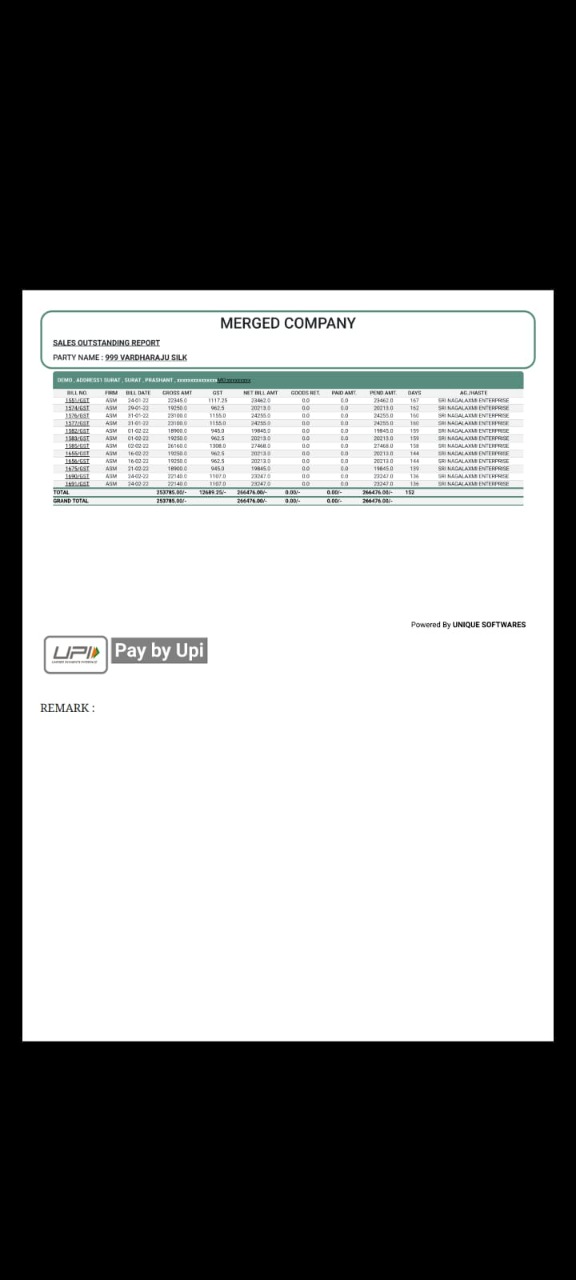 MERGED COMPANY
SALES OUTSTANDING REPORT
PARTY NAME : 999 VARDHARAJU SILK
DEMO , ADDRESS1 SURAT , SURAT , PRASHANT ,
BILL NO. FIRM BILL DATE GROSS AMT GST NET BILL AMT GOODS RET. PAID AMT. PEND AMT. DAYS AG./HASTE
1551/GST ASM 24-01-22 22345.0 1117.25 23462.0 0.0 0.0 23462.0 167 SRI NAGALAXMI ENTERPRISE
1574/GST ASM 29-01-22 19250.0 962.5 20213.0 0.0 0.0 20213.0 162 SRI NAGALAXMI ENTERPRISE
1576/GST ASM 31-01-22 23100.0 1155.0 24255.0 0.0 0.0 24255.0 160 SRI NAGALAXMI ENTERPRISE
1577/GST ASM 31-01-22 23100.0 1155.0 24255.0 0.0 0.0 24255.0 160 SRI NAGALAXMI ENTERPRISE
1582/GST ASM 01-02-22 18900.0 945.0 19845.0 0.0 0.0 19845.0 159 SRI NAGALAXMI ENTERPRISE
1583/GST ASM 01-02-22 19250.0 962.5 20213.0 0.0 0.0 20213.0 159 SRI NAGALAXMI ENTERPRISE
1585/GST ASM 02-02-22 26160.0 1308.0 27468.0 0.0 0.0 27468.0 158 SRI NAGALAXMI ENTERPRISE
1655/GST ASM 16-02-22 19250.0 962.5 20213.0 0.0 0.0 20213.0 144 SRI NAGALAXMI ENTERPRISE
1656/GST ASM 16-02-22 19250.0 962.5 20213.0 0.0 0.0 20213.0 144 SRI NAGALAXMI ENTERPRISE
1675/GST ASM 21-02-22 18900.0 945.0 19845.0 0.0 0.0 19845.0 139 SRI NAGALAXMI ENTERPRISE
1690/GST ASM 24-02-22 22140.0 1107.0 23247.0 0.0 0.0 23247.0 136 SRI NAGALAXMI ENTERPRISE
1691/GST ASM 24-02-22 22140.0 1107.0 23247.0 0.0 0.0 23247.0 136 SRI NAGALAXMI ENTERPRISE
TOTAL 253785.00/- 12689.25/- 266476.00/- 0.00/- 0.00/- 266476.00/- 152
GRAND TOTAL 253785.00/- 266476.00/- 0.00/- 0.00/- 266476.00/-
Powered By UNIQUE SOFTWARES
UPI
UNIFIED PAYMENTS INTERFACE
Pay by Upi
REMARK :